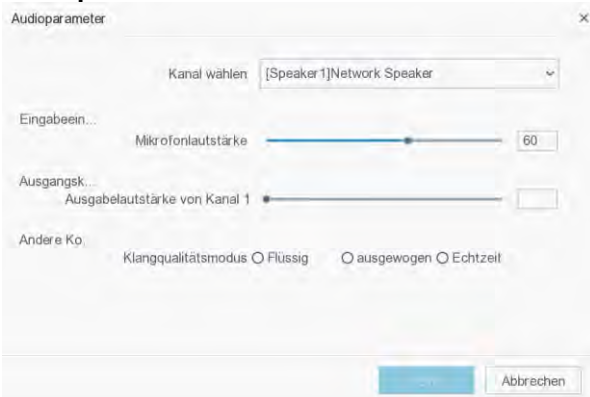 Audioparameter ×
Kanal wählen [Speaker1]Network Speaker
Eingabeein...
Mikrofonlautstärke 60
Ausgangsk...
Ausgabelautstärke von Kanal 1
Andere Ko
Klangqualitätsmodus Flüssig ausgewogen Echtzeit
Abbrechen